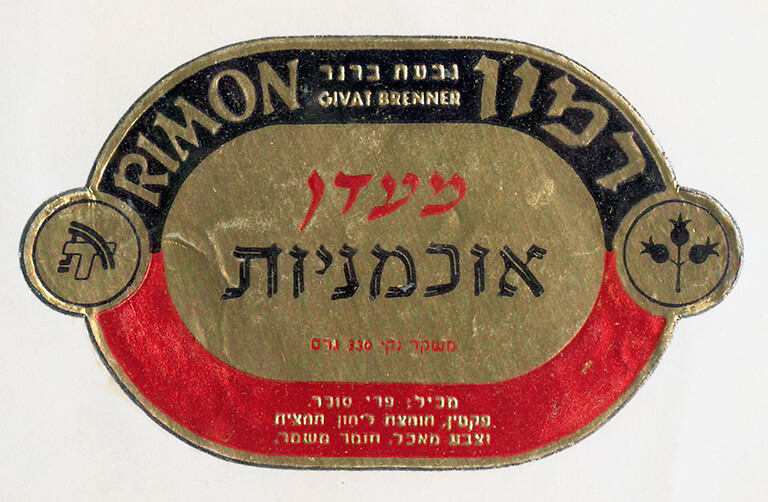 RIMON
גבעת ברנר
GIVAT BRENNER
רמון
מעדן
אוכמניות
משקל נקי 330 גרם
מכיל: פרי סוכר.
פקטין, חומצת לימון תמצית
וצבע מאכל. חומר משמר.